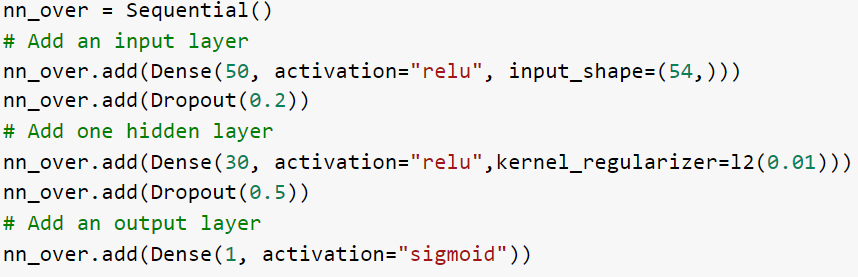 nn_over = Sequential()
# Add an input layer
nn_over.add(Dense(50, activation="relu", input_shape=(54,)))
nn_over.add(Dropout(0.2))
# Add one hidden layer
nn_over.add(Dense(30, activation="relu",kernel_regularizer=l2(0.01)))
nn_over.add(Dropout(0.5))
# Add an output layer
nn_over.add(Dense(1, activation="sigmoid"))